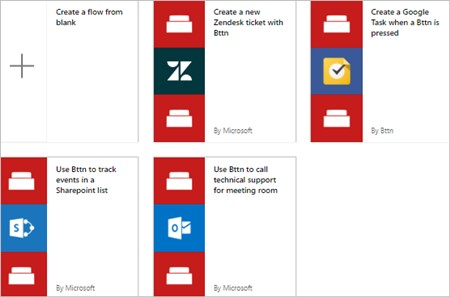 Create a flow from
blank
Create a new
Zendesk ticket with
Bttn
By Microsoft
Create a Google
Task when a Bttn is
pressed
By Bttn
Use Bttn to track
events in a
Sharepoint list
By Microsoft
Use Bttn to call
technical support
for meeting room
By Microsoft